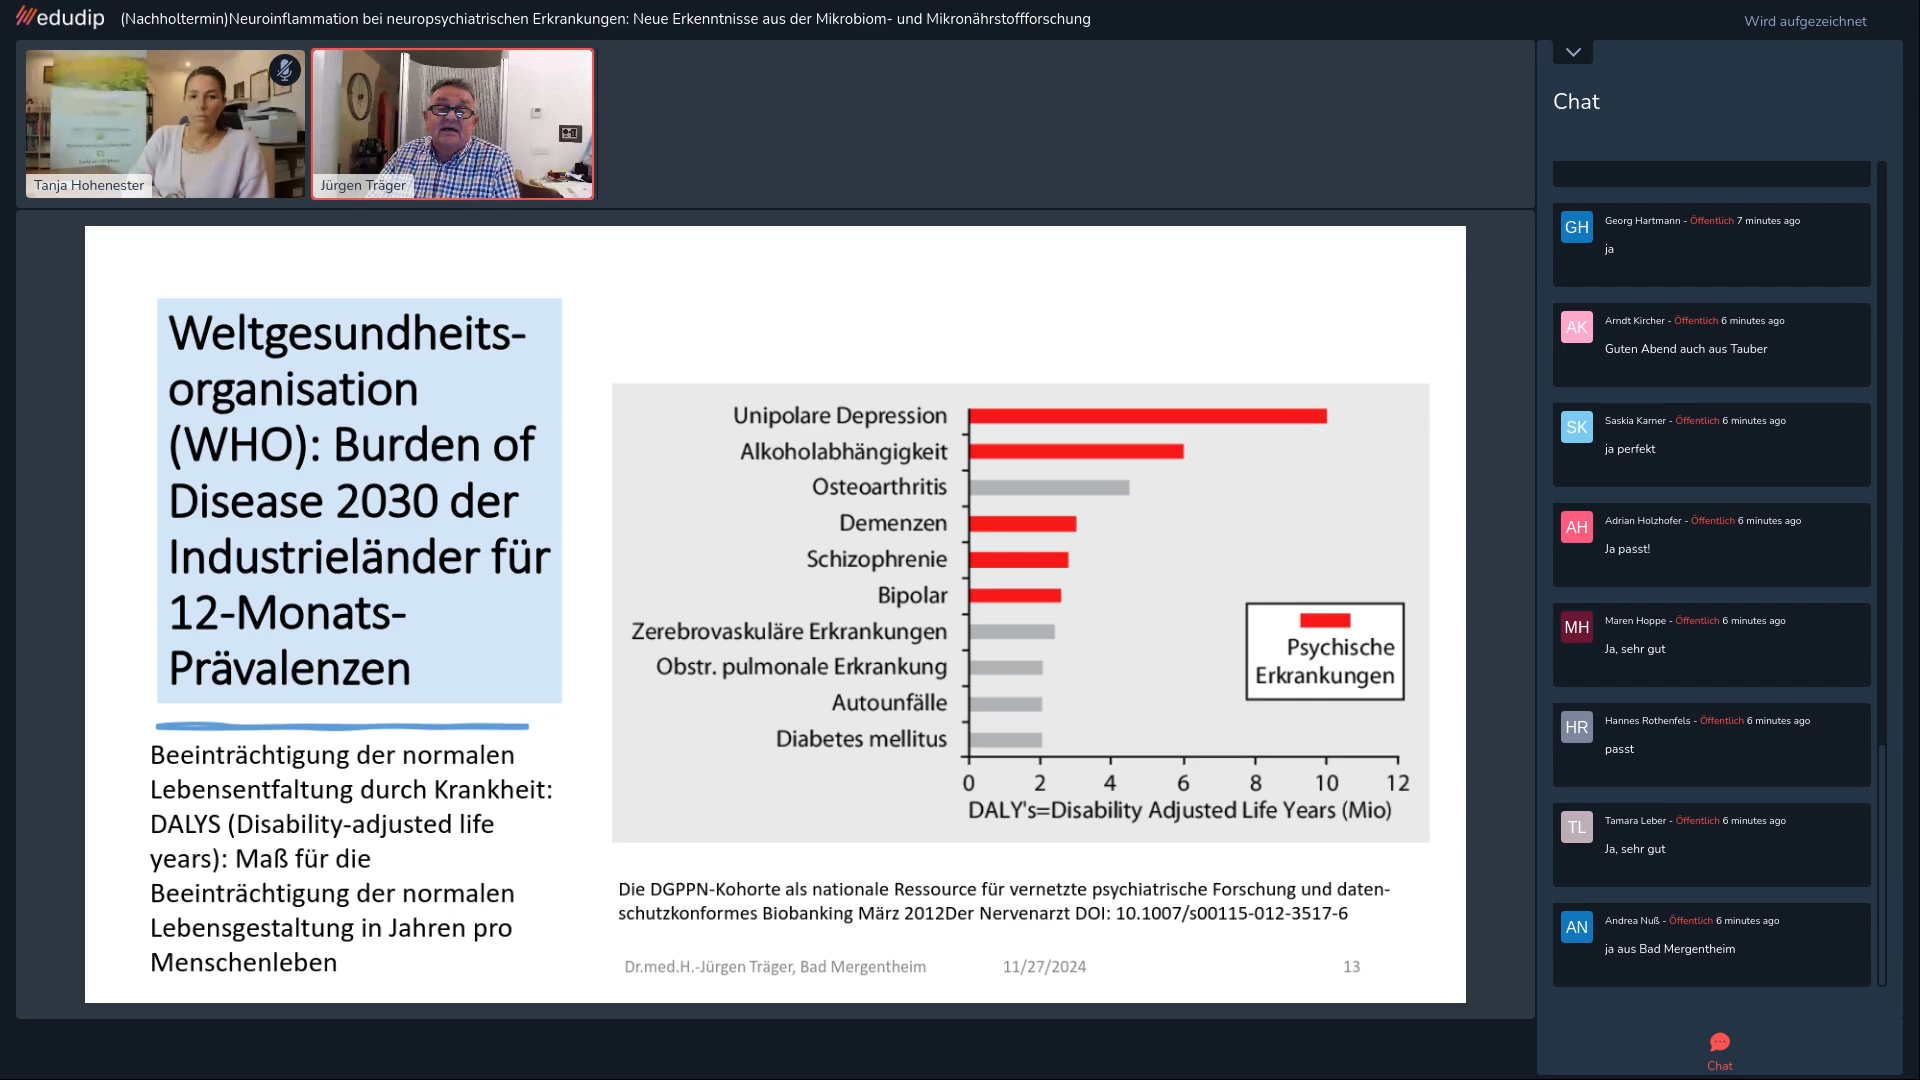 edudip
(Nachholtermin)Neuroinflammation bei neuropsychiatrischen Erkrankungen: Neue Erkenntnisse aus der Mikrobiom- und Mikronährstoffforschung
Wird aufgezeichnet
Tanja Hohenester
Jürgen Träger
Weltgesundheits-
organisation
(WHO): Burden of
Disease 2030 der
Industrieländer für
12-Monats-
Prävalenzen
Beeinträchtigung der normalen
Lebensentfaltung durch Krankheit:
DALYS (Disability-adjusted life
years): Maß für die
Beeinträchtigung der normalen
Lebensgestaltung in Jahren pro
Menschenleben
Unipolare Depression
Alkoholabhängigkeit
Osteoarthritis
Demenzen
Schizophrenie
Bipolar
Zerebrovaskuläre Erkrankungen
Obstr. pulmonale Erkrankung
Autounfälle
Diabetes mellitus
0 2 4 6 8 10 12
DALY's=Disability Adjusted Life Years (Mio)
Psychische
Erkrankungen
Die DGPPN-Kohorte als nationale Ressource für vernetzte psychiatrische Forschung und daten-
schutzkonformes Biobanking März 2012Der Nervenarzt DOI: 10.1007/s00115-012-3517-6
Dr.med.H.-Jürgen Träger, Bad Mergentheim 11/27/2024 13
Chat
GH Georg Hartmann - Öffentlich 7 minutes ago
ja
AK Arndt Kircher - Öffentlich 6 minutes ago
Guten Abend auch aus Tauber
SK Saskia Karner - Öffentlich 6 minutes ago
ja perfekt
AH Adrian Holzhofer - Öffentlich 6 minutes ago
Ja passt!
MH Maren Hoppe - Öffentlich 6 minutes ago
Ja, sehr gut
HR Hannes Rothenfels - Öffentlich 6 minutes ago
passt
TL Tamara Leber - Öffentlich 6 minutes ago
Ja, sehr gut
AN Andrea Nuß - Öffentlich 6 minutes ago
ja aus Bad Mergentheim
Chat